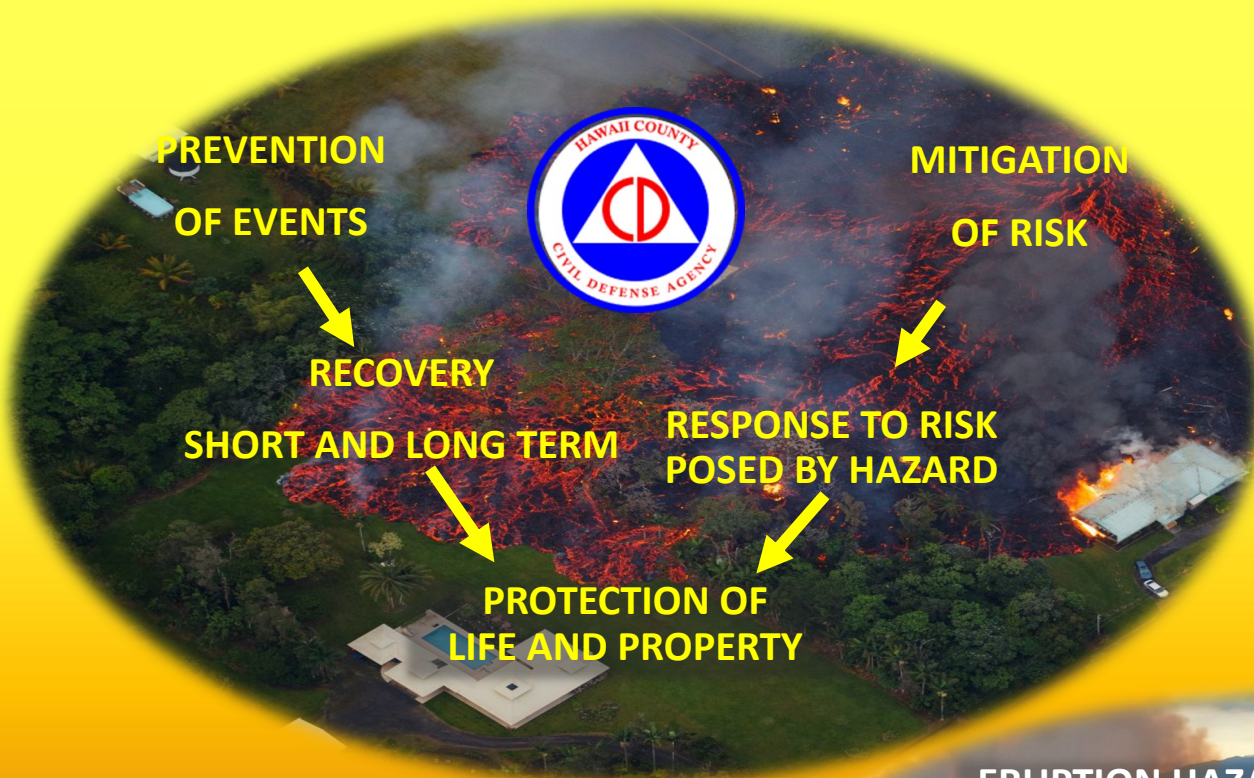 HAWAII COUNTY
CD
CIVIL DEFENSE AGENCY
PREVENTION
OF EVENTS
MITIGATION
OF RISK
RECOVERY
SHORT AND LONG TERM
RESPONSE TO RISK
POSED BY HAZARD
PROTECTION OF
LIFE AND PROPERTY
ERUPTION